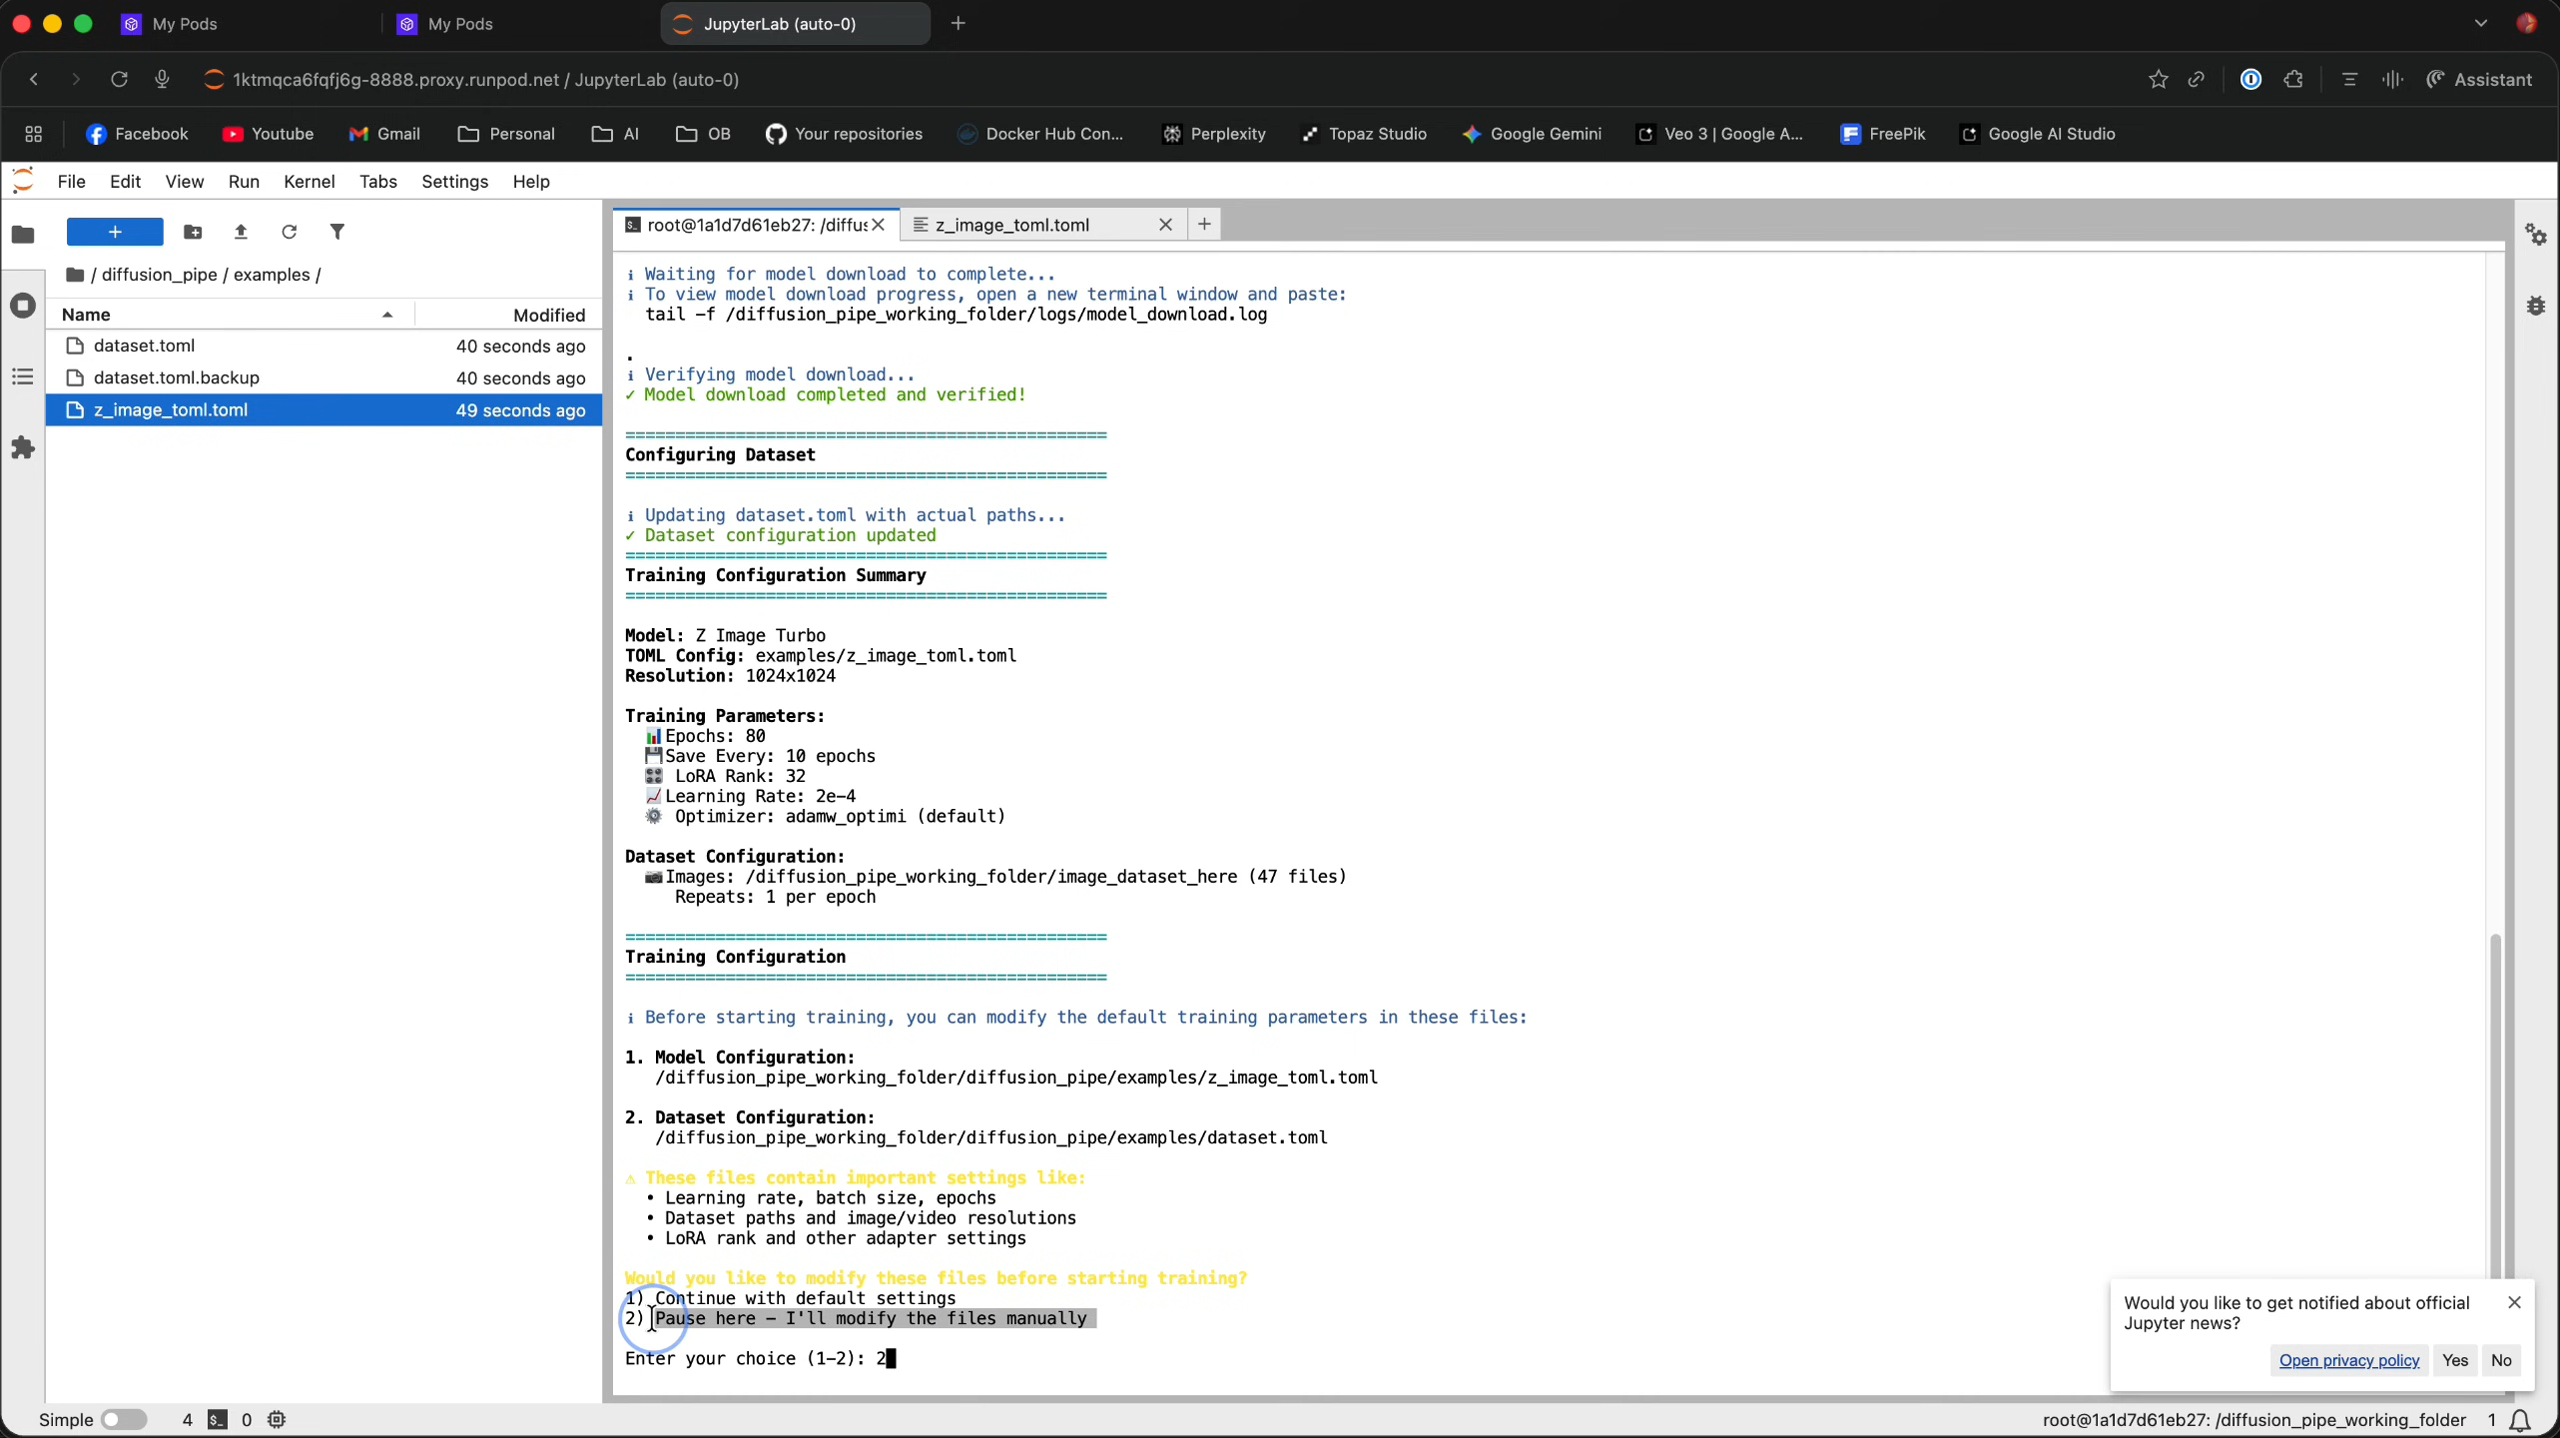 My Pods
My Pods
JupyterLab (auto-0)
1ktmqca6fqfj6g-8888.proxy.runpod.net / JupyterLab (auto-0)
Assistant
Facebook
Youtube
Gmail
Personal
AI
OB
Your repositories
Docker Hub Con...
Perplexity
Topaz Studio
Google Gemini
Veo 3 | Google A...
FreePik
Google AI Studio
File Edit View Run Kernel Tabs Settings Help
/ diffusion_pipe / examples /
Name Modified
dataset.toml 40 seconds ago
dataset.toml.backup 40 seconds ago
z_image_toml.toml 49 seconds ago
root@1a1d7d61eb27: /diffus
z_image_toml.toml
i Waiting for model download to complete...
i To view model download progress, open a new terminal window and paste:
tail -f /diffusion_pipe_working_folder/logs/model_download.log
.
i Verifying model download...
✓ Model download completed and verified!
================================================
Configuring Dataset
================================================
i Updating dataset.toml with actual paths...
✓ Dataset configuration updated
================================================
Training Configuration Summary
================================================
Model: Z Image Turbo
TOML Config: examples/z_image_toml.toml
Resolution: 1024x1024
Training Parameters:
📊 Epochs: 80
💾 Save Every: 10 epochs
🎛️ LoRA Rank: 32
📈 Learning Rate: 2e-4
⚙️ Optimizer: adamw_optimi (default)
Dataset Configuration:
📷 Images: /diffusion_pipe_working_folder/image_dataset_here (47 files)
Repeats: 1 per epoch
================================================
Training Configuration
================================================
i Before starting training, you can modify the default training parameters in these files:
1. Model Configuration:
/diffusion_pipe_working_folder/diffusion_pipe/examples/z_image_toml.toml
2. Dataset Configuration:
/diffusion_pipe_working_folder/diffusion_pipe/examples/dataset.toml
⚠ These files contain important settings like:
• Learning rate, batch size, epochs
• Dataset paths and image/video resolutions
• LoRA rank and other adapter settings
Would you like to modify these files before starting training?
1) Continue with default settings
2) Pause here – I'll modify the files manually
Enter your choice (1-2): 2
Would you like to get notified about official
Jupyter news?
Open privacy policy Yes No
Simple 4 0
root@1a1d7d61eb27: /diffusion_pipe_working_folder 1